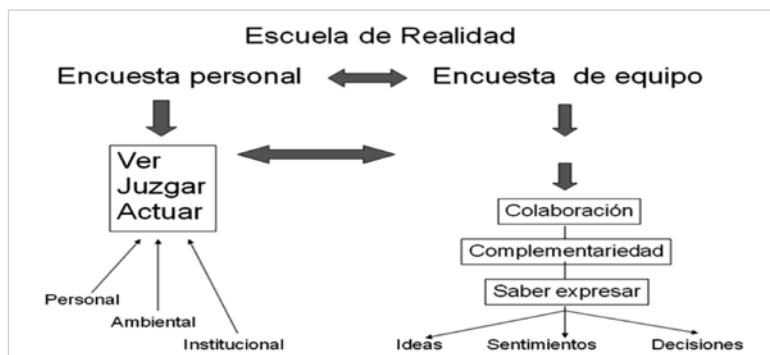 Escuela de Realidad
Encuesta personal
Encuesta de equipo
Ver
Juzgar
Actuar
Personal
Ambiental
Institucional
Colaboración
Complementariedad
Saber expresar
Ideas
Sentimientos
Decisiones